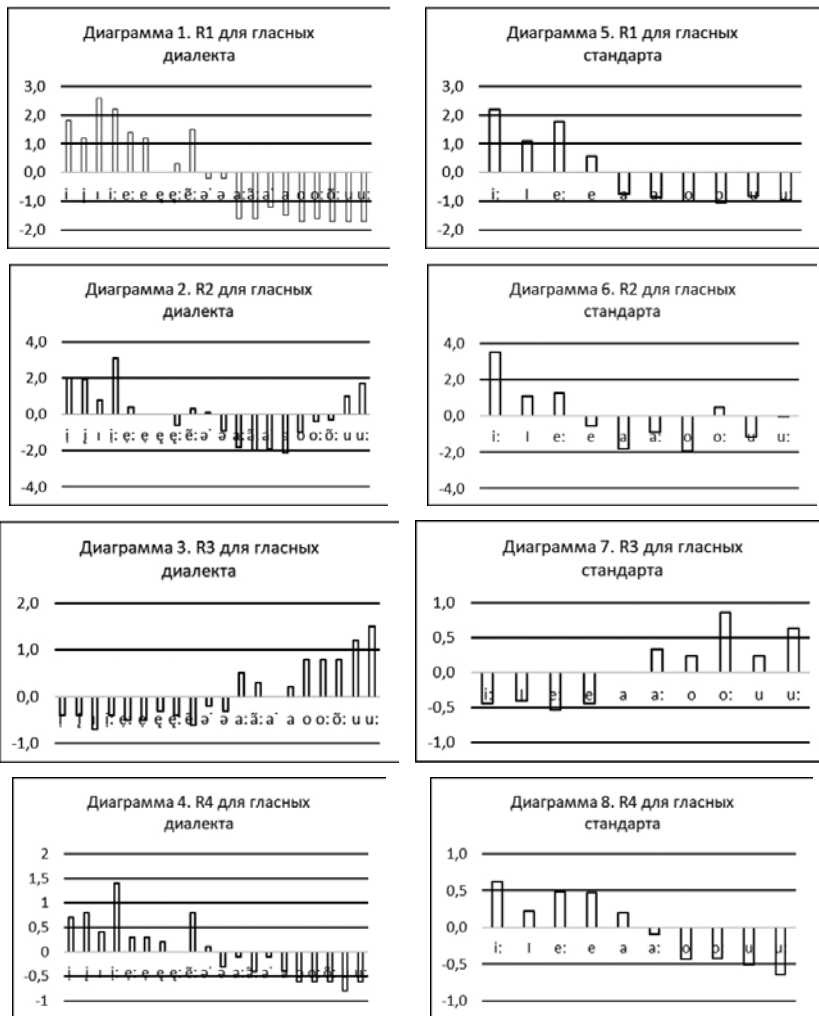 Диаграмма 1. R1 для гласных
диалекта
3,0
2,0
1,0
0,0
-1,0
-2,0
i į ı i: e: e ę ę: ẽ: ə˙ ə a: ã: a˙ a o o: õ: u u:
Диаграмма 5. R1 для гласных
стандарта
3,0
2,0
1,0
0,0
-1,0
-2,0
i: I e: e a a: o o: u u:
Диаграмма 2. R2 для гласных
диалекта
4,0
2,0
0,0
-2,0
-4,0
ị į ı ị: ẹ: ẹ ę ę: ẽ: ə˙ ə a: ã: a˙ a o o: õ: u u:
Диаграмма 6. R2 для гласных
стандарта
4,0
2,0
0,0
-2,0
-4,0
i: I e: e a a: o o: u u:
Диаграмма 3. R3 для гласных
диалекта
2,0
1,0
0,0
-1,0
ị į ı ị: ẹ: ẹ ę ę: ẽ: ə˙ ə a: ã: a˙ a o o: õ: u u:
Диаграмма 7. R3 для гласных
стандарта
1,0
0,5
0,0
-0,5
-1,0
i: I e: e a a: o o: u u:
Диаграмма 4. R4 для гласных
диалекта
2
1,5
1
0,5
0
-0,5
-1
ị į ı ị: ẹ: ẹ ę ę: ẽ: ə˙ ə a: ã: a˙ a o o: õ: u u:
Диаграмма 8. R4 для гласных
стандарта
1,0
0,5
0,0
-0,5
-1,0
i: I e: e a a: o o: u u: